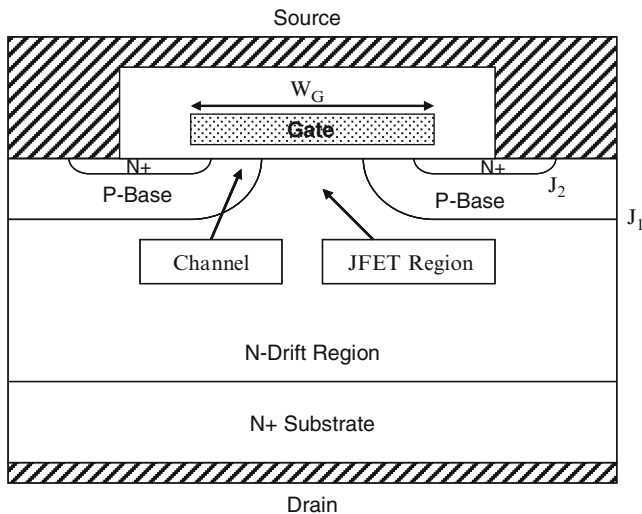 Source
W_G
Gate
N+ N+
P-Base J_2
P-Base
J_1
Channel JFET Region
N-Drift Region
N+ Substrate
Drain